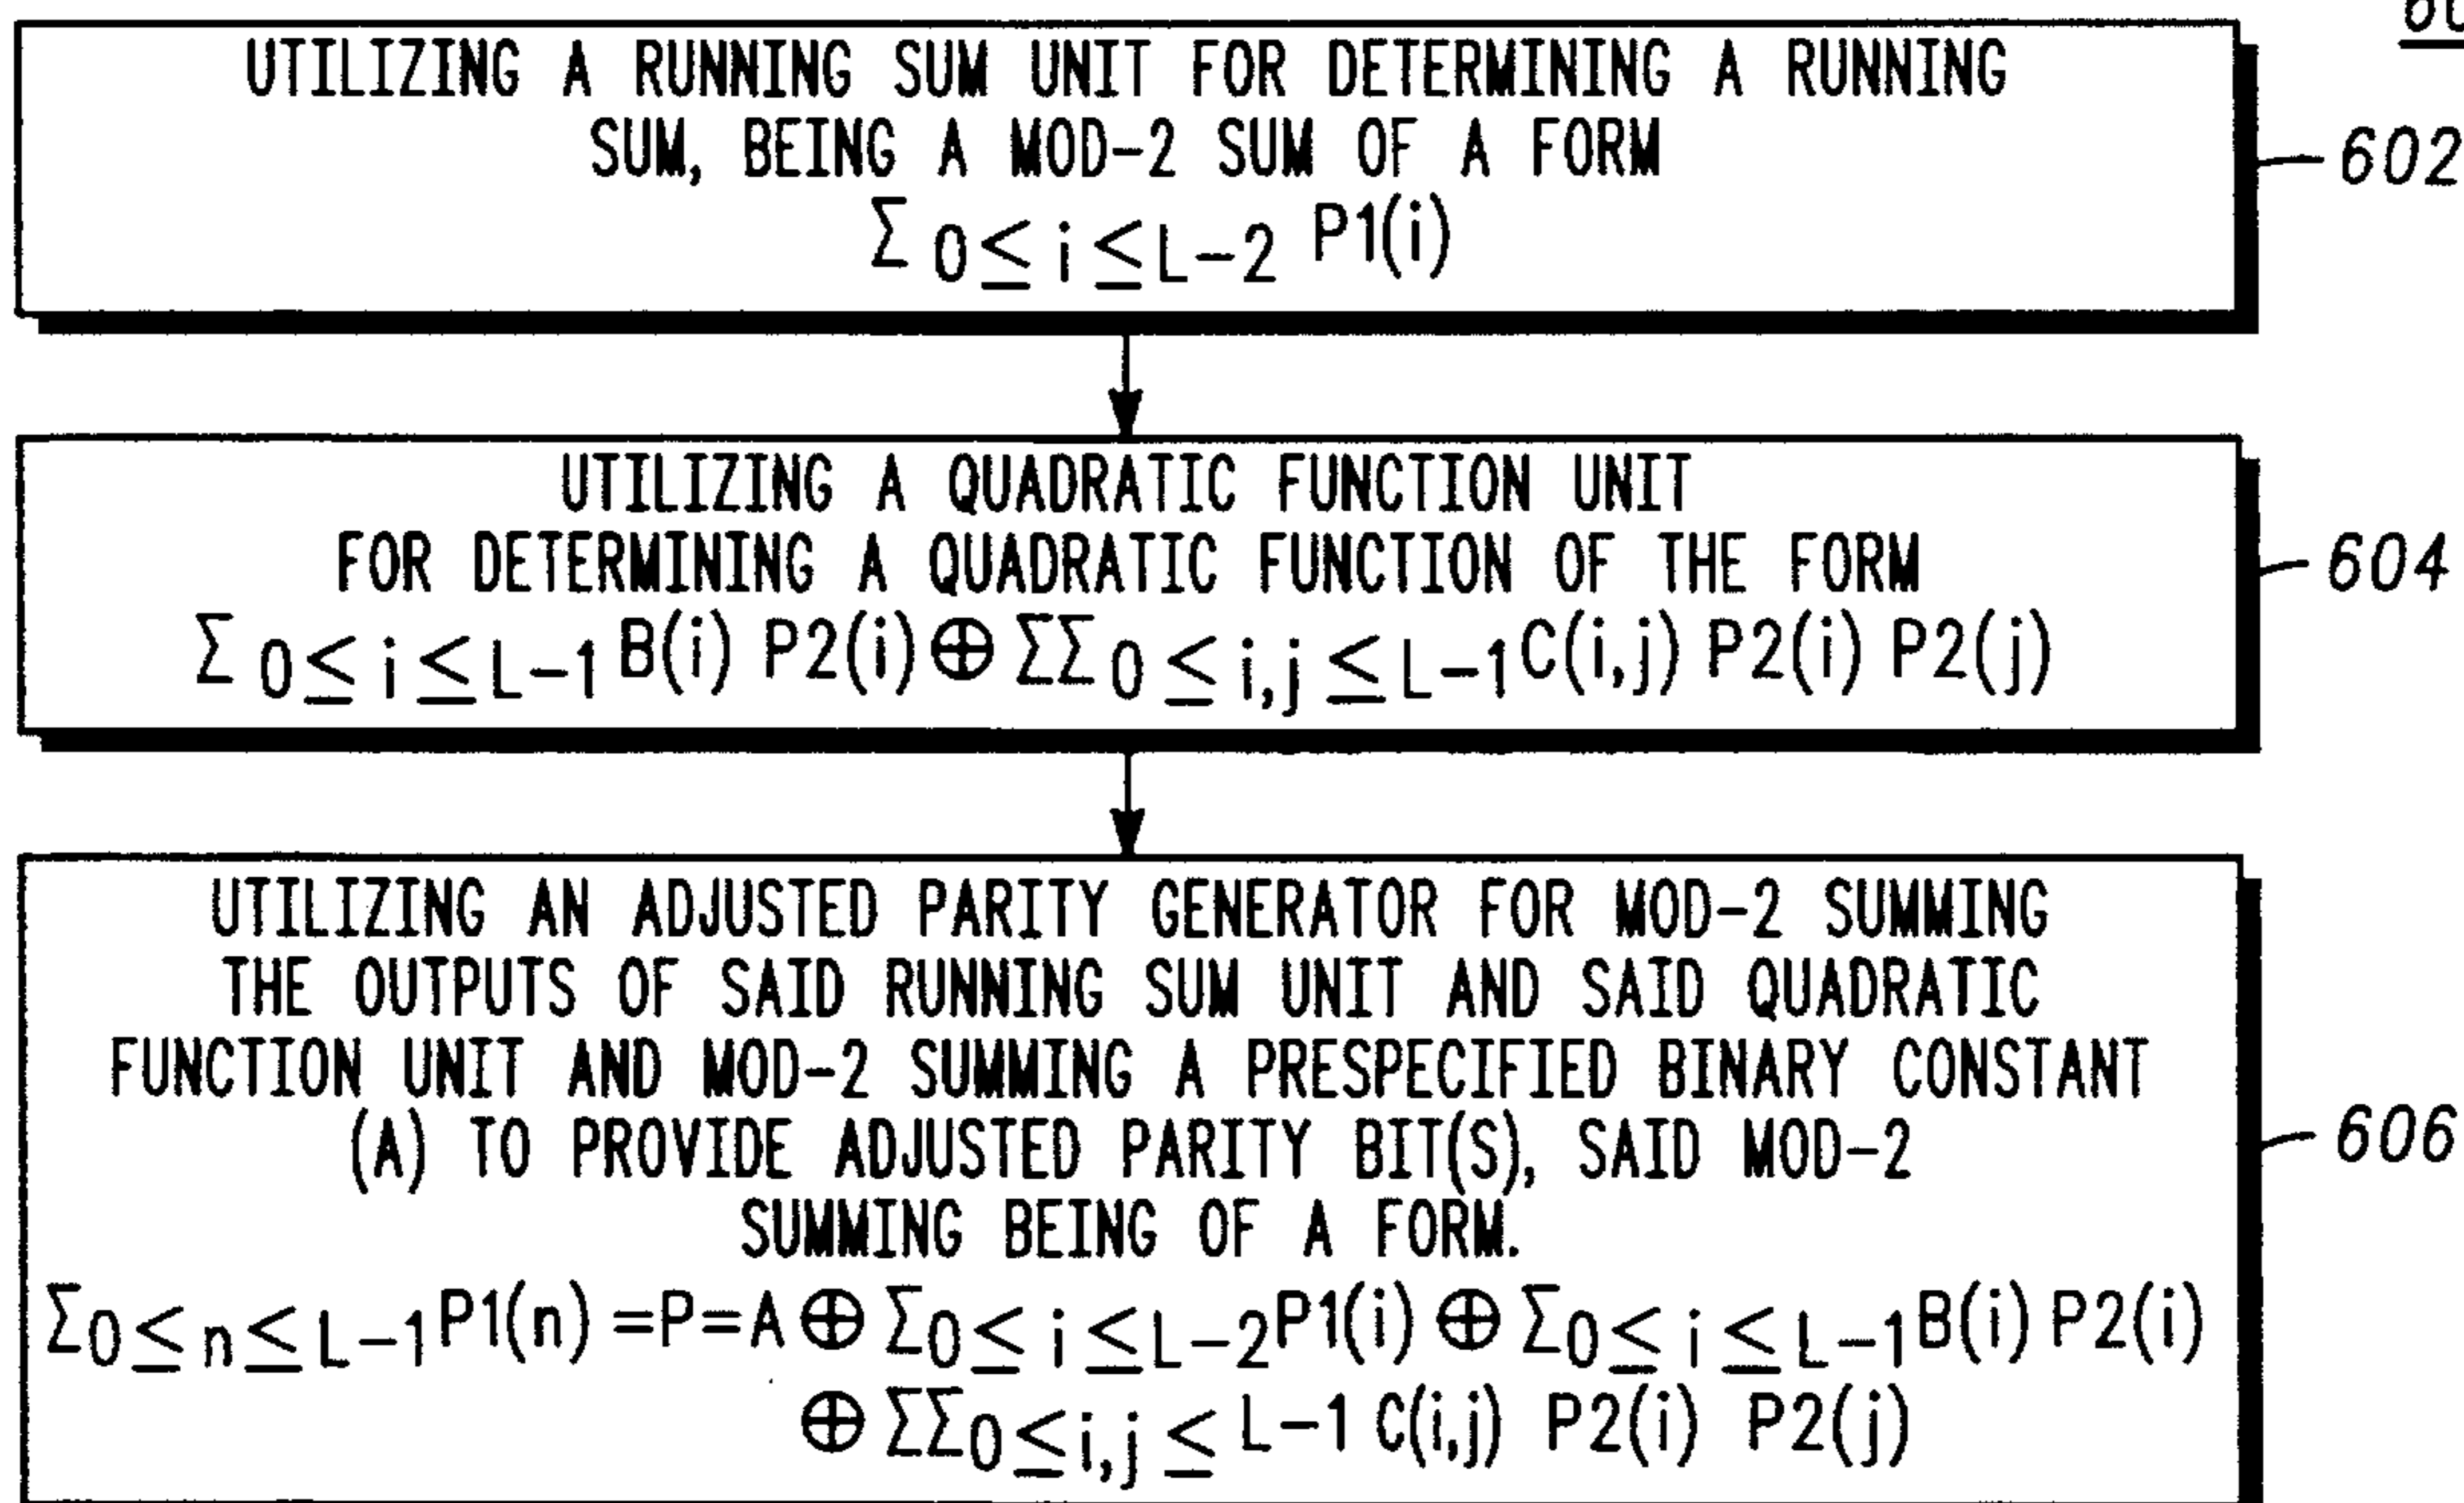 UTILIZING A RUNNING SUM UNIT FOR DETERMINING A RUNNING
SUM, BEING A MOD-2 SUM OF A FORM
Σ 0≤i≤L-2 P1(i)
602
UTILIZING A QUADRATIC FUNCTION UNIT
FOR DETERMINING A QUADRATIC FUNCTION OF THE FORM
Σ 0≤i≤L-1 B(i) P2(i) ⊕ ΣΣ 0≤i,j≤L-1 C(i,j) P2(i) P2(j)
604
UTILIZING AN ADJUSTED PARITY GENERATOR FOR MOD-2 SUMMING
THE OUTPUTS OF SAID RUNNING SUM UNIT AND SAID QUADRATIC
FUNCTION UNIT AND MOD-2 SUMMING A PRESPECIFIED BINARY CONSTANT
(A) TO PROVIDE ADJUSTED PARITY BIT(S), SAID MOD-2
SUMMING BEING OF A FORM.
Σ0≤n≤L-1 P1(n) =P=A ⊕ Σ0≤i≤L-2 P1(i) ⊕ Σ0≤i≤L-1 B(i) P2(i)
⊕ ΣΣ0≤i,j≤L-1 C(i,j) P2(i) P2(j)
606